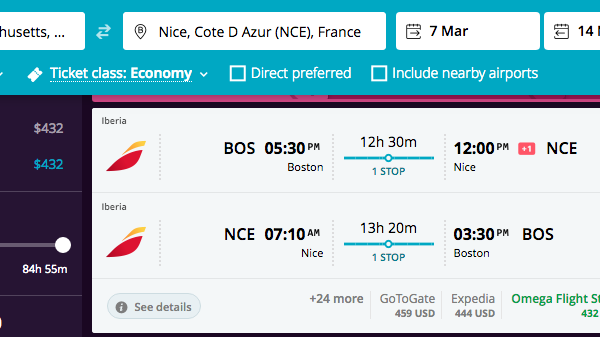 husetts, ...
Nice, Cote D Azur (NCE), France
7 Mar
14 M
Ticket class: Economy
Direct preferred
Include nearby airports
$432
$432
84h 55m
Iberia
BOS 05:30 PM
Boston
12h 30m
1 STOP
12:00 PM +1 NCE
Nice
Iberia
NCE 07:10 AM
Nice
13h 20m
1 STOP
03:30 PM BOS
Boston
See details
+24 more
GoToGate
459 USD
Expedia
444 USD
Omega Flight St
432